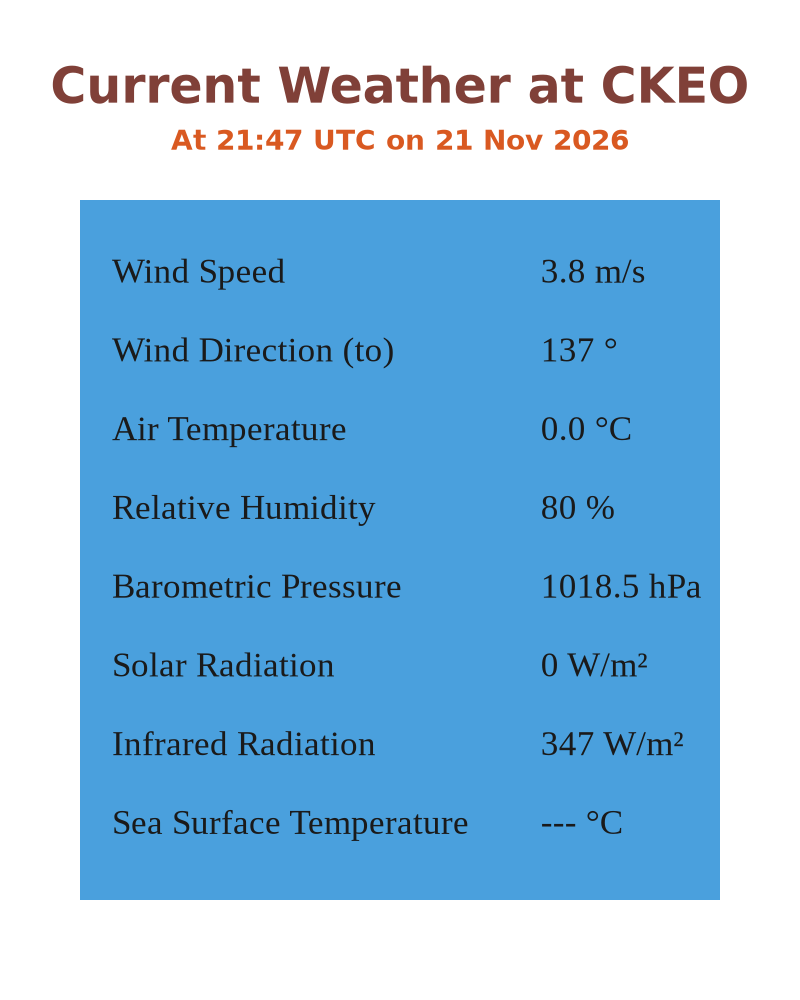 Current Weather at CKEO
At 21:47 UTC on 21 Nov 2026
Wind Speed 3.8 m/s
Wind Direction (to) 137 °
Air Temperature 0.0 °C
Relative Humidity 80 %
Barometric Pressure 1018.5 hPa
Solar Radiation 0 W/m²
Infrared Radiation 347 W/m²
Sea Surface Temperature --- °C